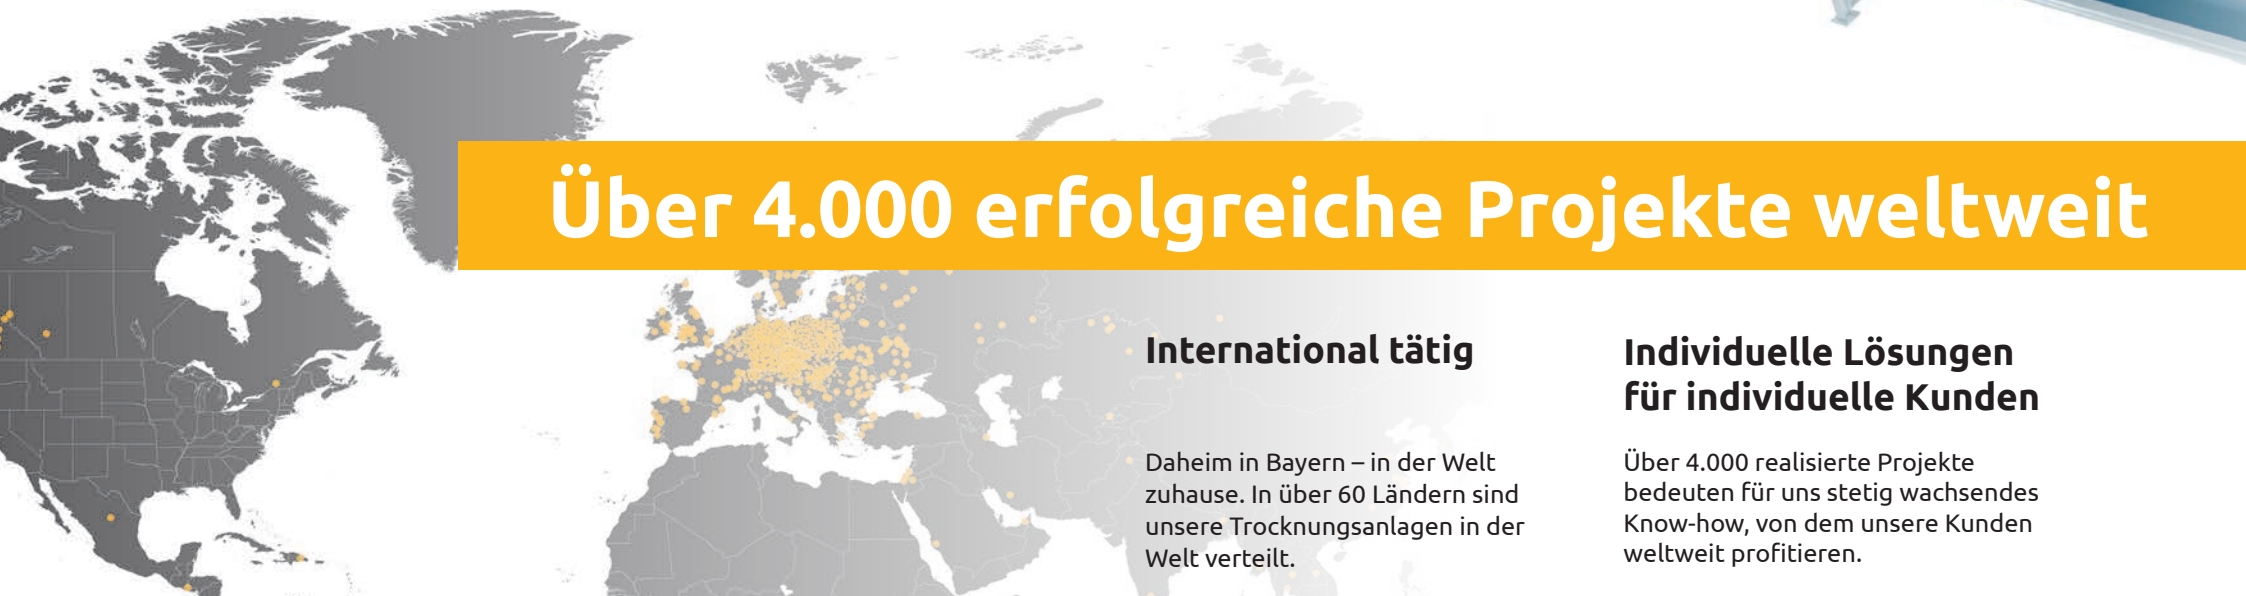 Über 4.000 erfolgreiche Projekte weltweit
International tätig
Daheim in Bayern – in der Welt
zuhause. In über 60 Ländern sind
unsere Trocknungsanlagen in der
Welt verteilt.
Individuelle Lösungen
für individuelle Kunden
Über 4.000 realisierte Projekte
bedeuten für uns stetig wachsendes
Know-how, von dem unsere Kunden
weltweit profitieren.